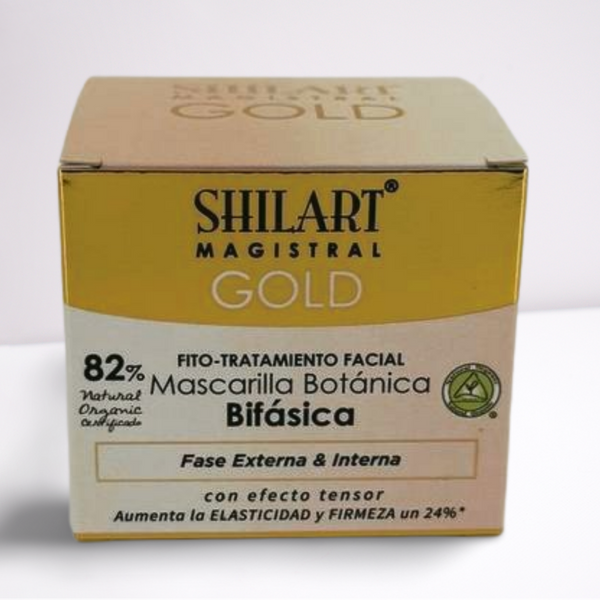 SHILART
MAGISTRAL
GOLD
SHILART®
MAGISTRAL
GOLD
82%
Natural
Organic
Certificado
FITO-TRATAMIENTO FACIAL
Mascarilla Botánica
Bifásica
Fase Externa & Interna
con efecto tensor
Aumenta la ELASTICIDAD y FIRMEZA un 24%*